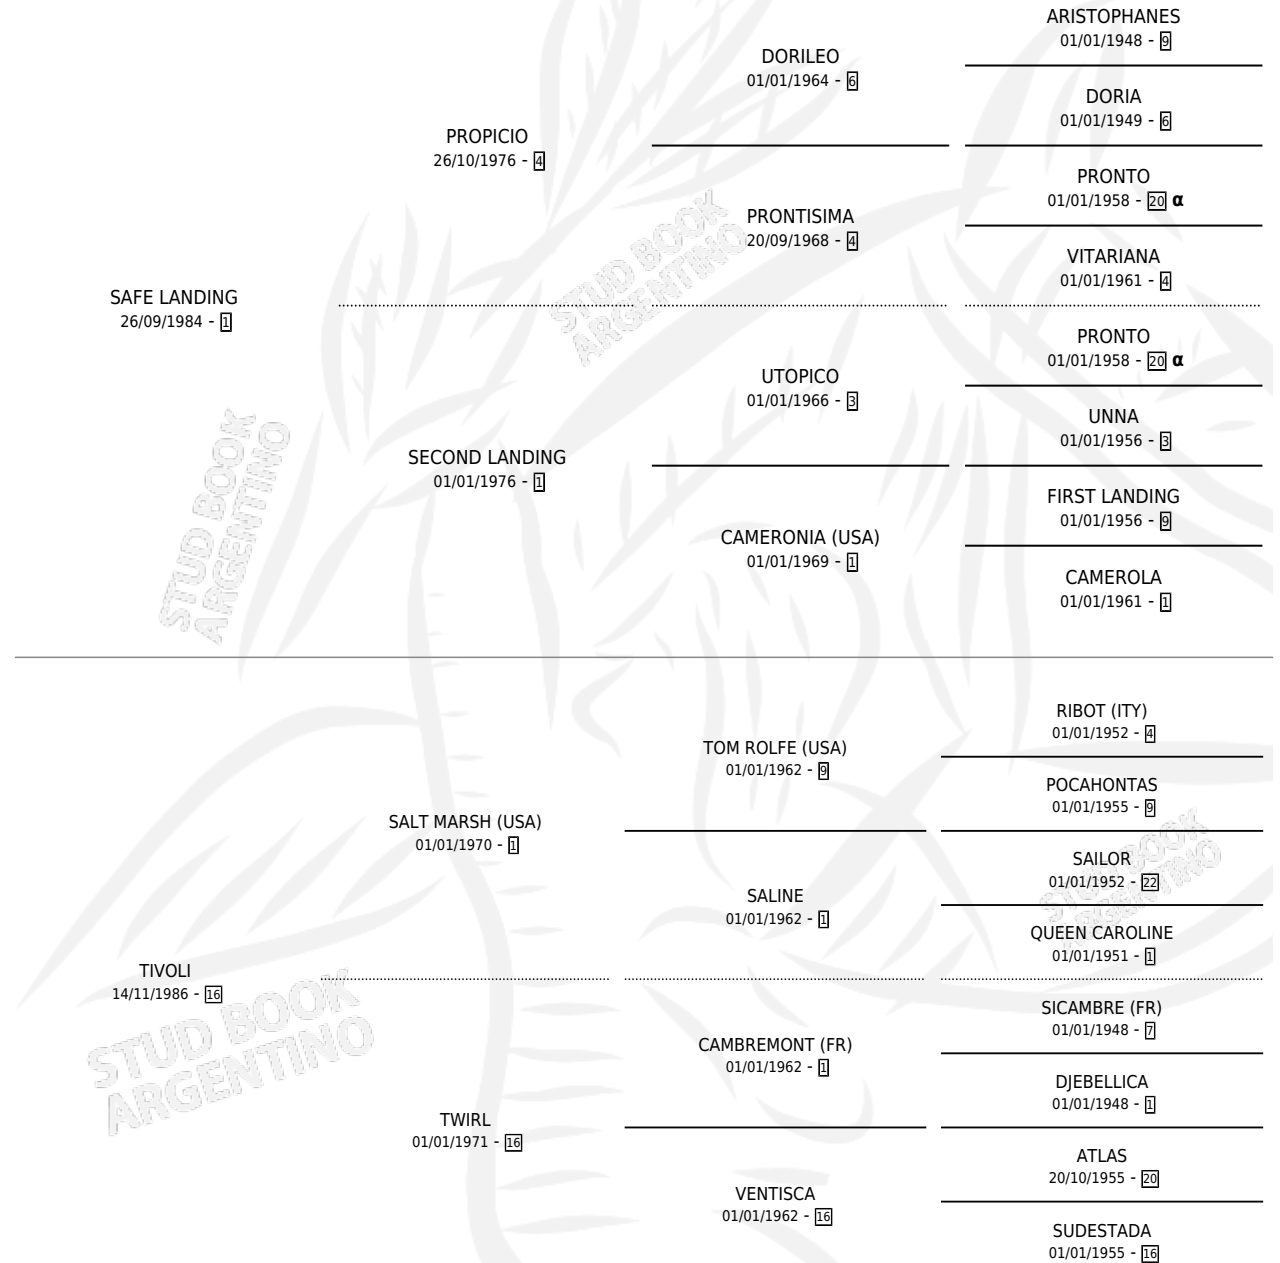 ARISTOPHANES
01/01/1948 - 9
DORILEO
01/01/1964 - 6
DORIA
01/01/1949 - 6
PROPICIO
26/10/1976 - 4
PRONTO
01/01/1958 - 20 α
PRONTISIMA
20/09/1968 - 4
VITARIANA
01/01/1961 - 4
SAFE LANDING
26/09/1984 - 1
PRONTO
01/01/1958 - 20 α
UTOPICO
01/01/1966 - 3
UNNA
01/01/1956 - 3
SECOND LANDING
01/01/1976 - 1
FIRST LANDING
01/01/1956 - 9
CAMERONIA (USA)
01/01/1969 - 1
CAMEROLA
01/01/1961 - 1
STUD BOOK
ARGENTINO
STUD BOOK
ARGENTINO
RIBOT (ITY)
01/01/1952 - 4
TOM ROLFE (USA)
01/01/1962 - 9
POCAHONTAS
01/01/1955 - 9
SALT MARSH (USA)
01/01/1970 - 1
SAILOR
01/01/1952 - 22
SALINE
01/01/1962 - 1
QUEEN CAROLINE
01/01/1951 - 1
TIVOLI
14/11/1986 - 16
SICAMBRE (FR)
01/01/1948 - 7
CAMBREMONT (FR)
01/01/1962 - 1
DJEBELLICA
01/01/1948 - 1
TWIRL
01/01/1971 - 16
ATLAS
20/10/1955 - 20
VENTISCA
01/01/1962 - 16
SUDESTADA
01/01/1955 - 16
STUD BOOK
ARGENTINO
STUD BOOK
ARGENTINO